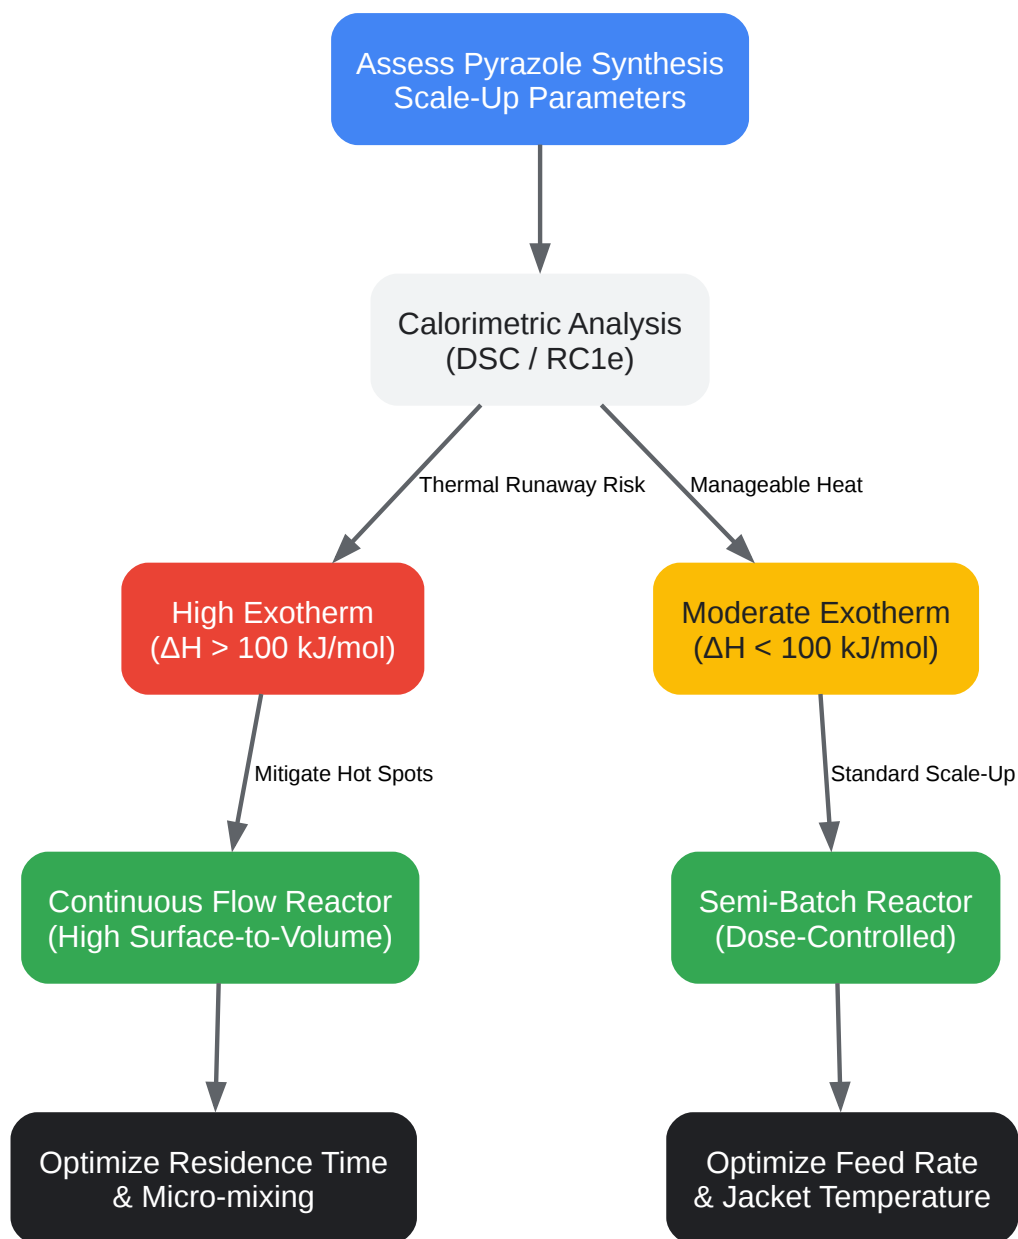 Assess Pyrazole Synthesis
Scale-Up Parameters
Calorimetric Analysis
(DSC / RC1e)
Thermal Runaway Risk
Manageable Heat
High Exotherm
(ΔH > 100 kJ/mol)
Moderate Exotherm
(ΔH < 100 kJ/mol)
Mitigate Hot Spots
Standard Scale-Up
Continuous Flow Reactor
(High Surface-to-Volume)
Semi-Batch Reactor
(Dose-Controlled)
Optimize Residence Time
& Micro-mixing
Optimize Feed Rate
& Jacket Temperature